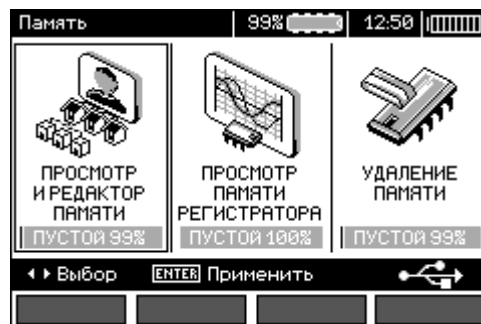 Память 99% 12:50
ПРОСМОТР
И РЕДАКТОР
ПАМЯТИ
ПУСТОЙ 99%
ПРОСМОТР
ПАМЯТИ
РЕГИСТРАТОРА
ПУСТОЙ 100%
УДАЛЕНИЕ
ПАМЯТИ
ПУСТОЙ 99%
Выбор ENTER Применить